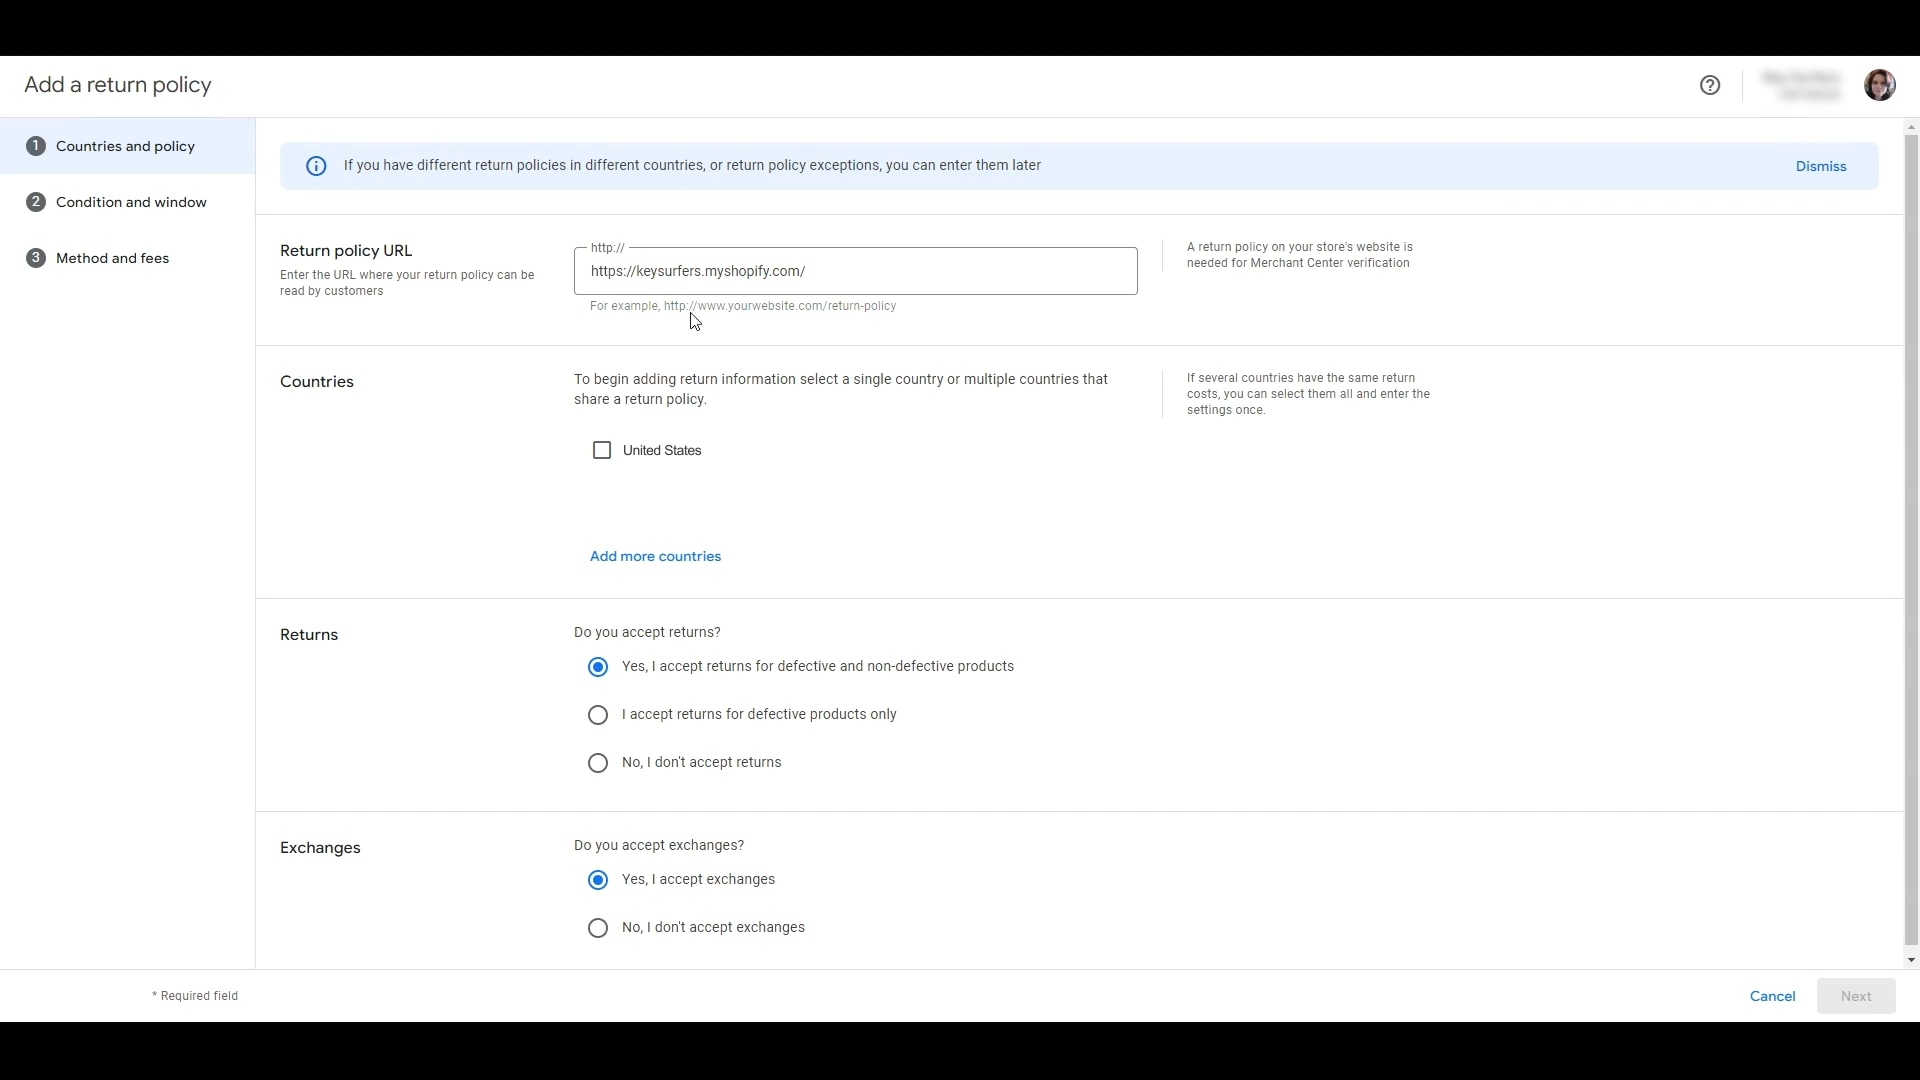 Add a return policy
1 Countries and policy
2 Condition and window
3 Method and fees
If you have different return policies in different countries, or return policy exceptions, you can enter them later
Dismiss
Return policy URL
Enter the URL where your return policy can be
read by customers
http://
https://keysurfers.myshopify.com/
For example, http://www.yourwebsite.com/return-policy
A return policy on your store's website is
needed for Merchant Center verification
Countries
To begin adding return information select a single country or multiple countries that
share a return policy.
If several countries have the same return
costs, you can select them all and enter the
settings once.
United States
Add more countries
Returns
Do you accept returns?
Yes, I accept returns for defective and non-defective products
I accept returns for defective products only
No, I don't accept returns
Exchanges
Do you accept exchanges?
Yes, I accept exchanges
No, I don't accept exchanges
* Required field
Cancel
Next